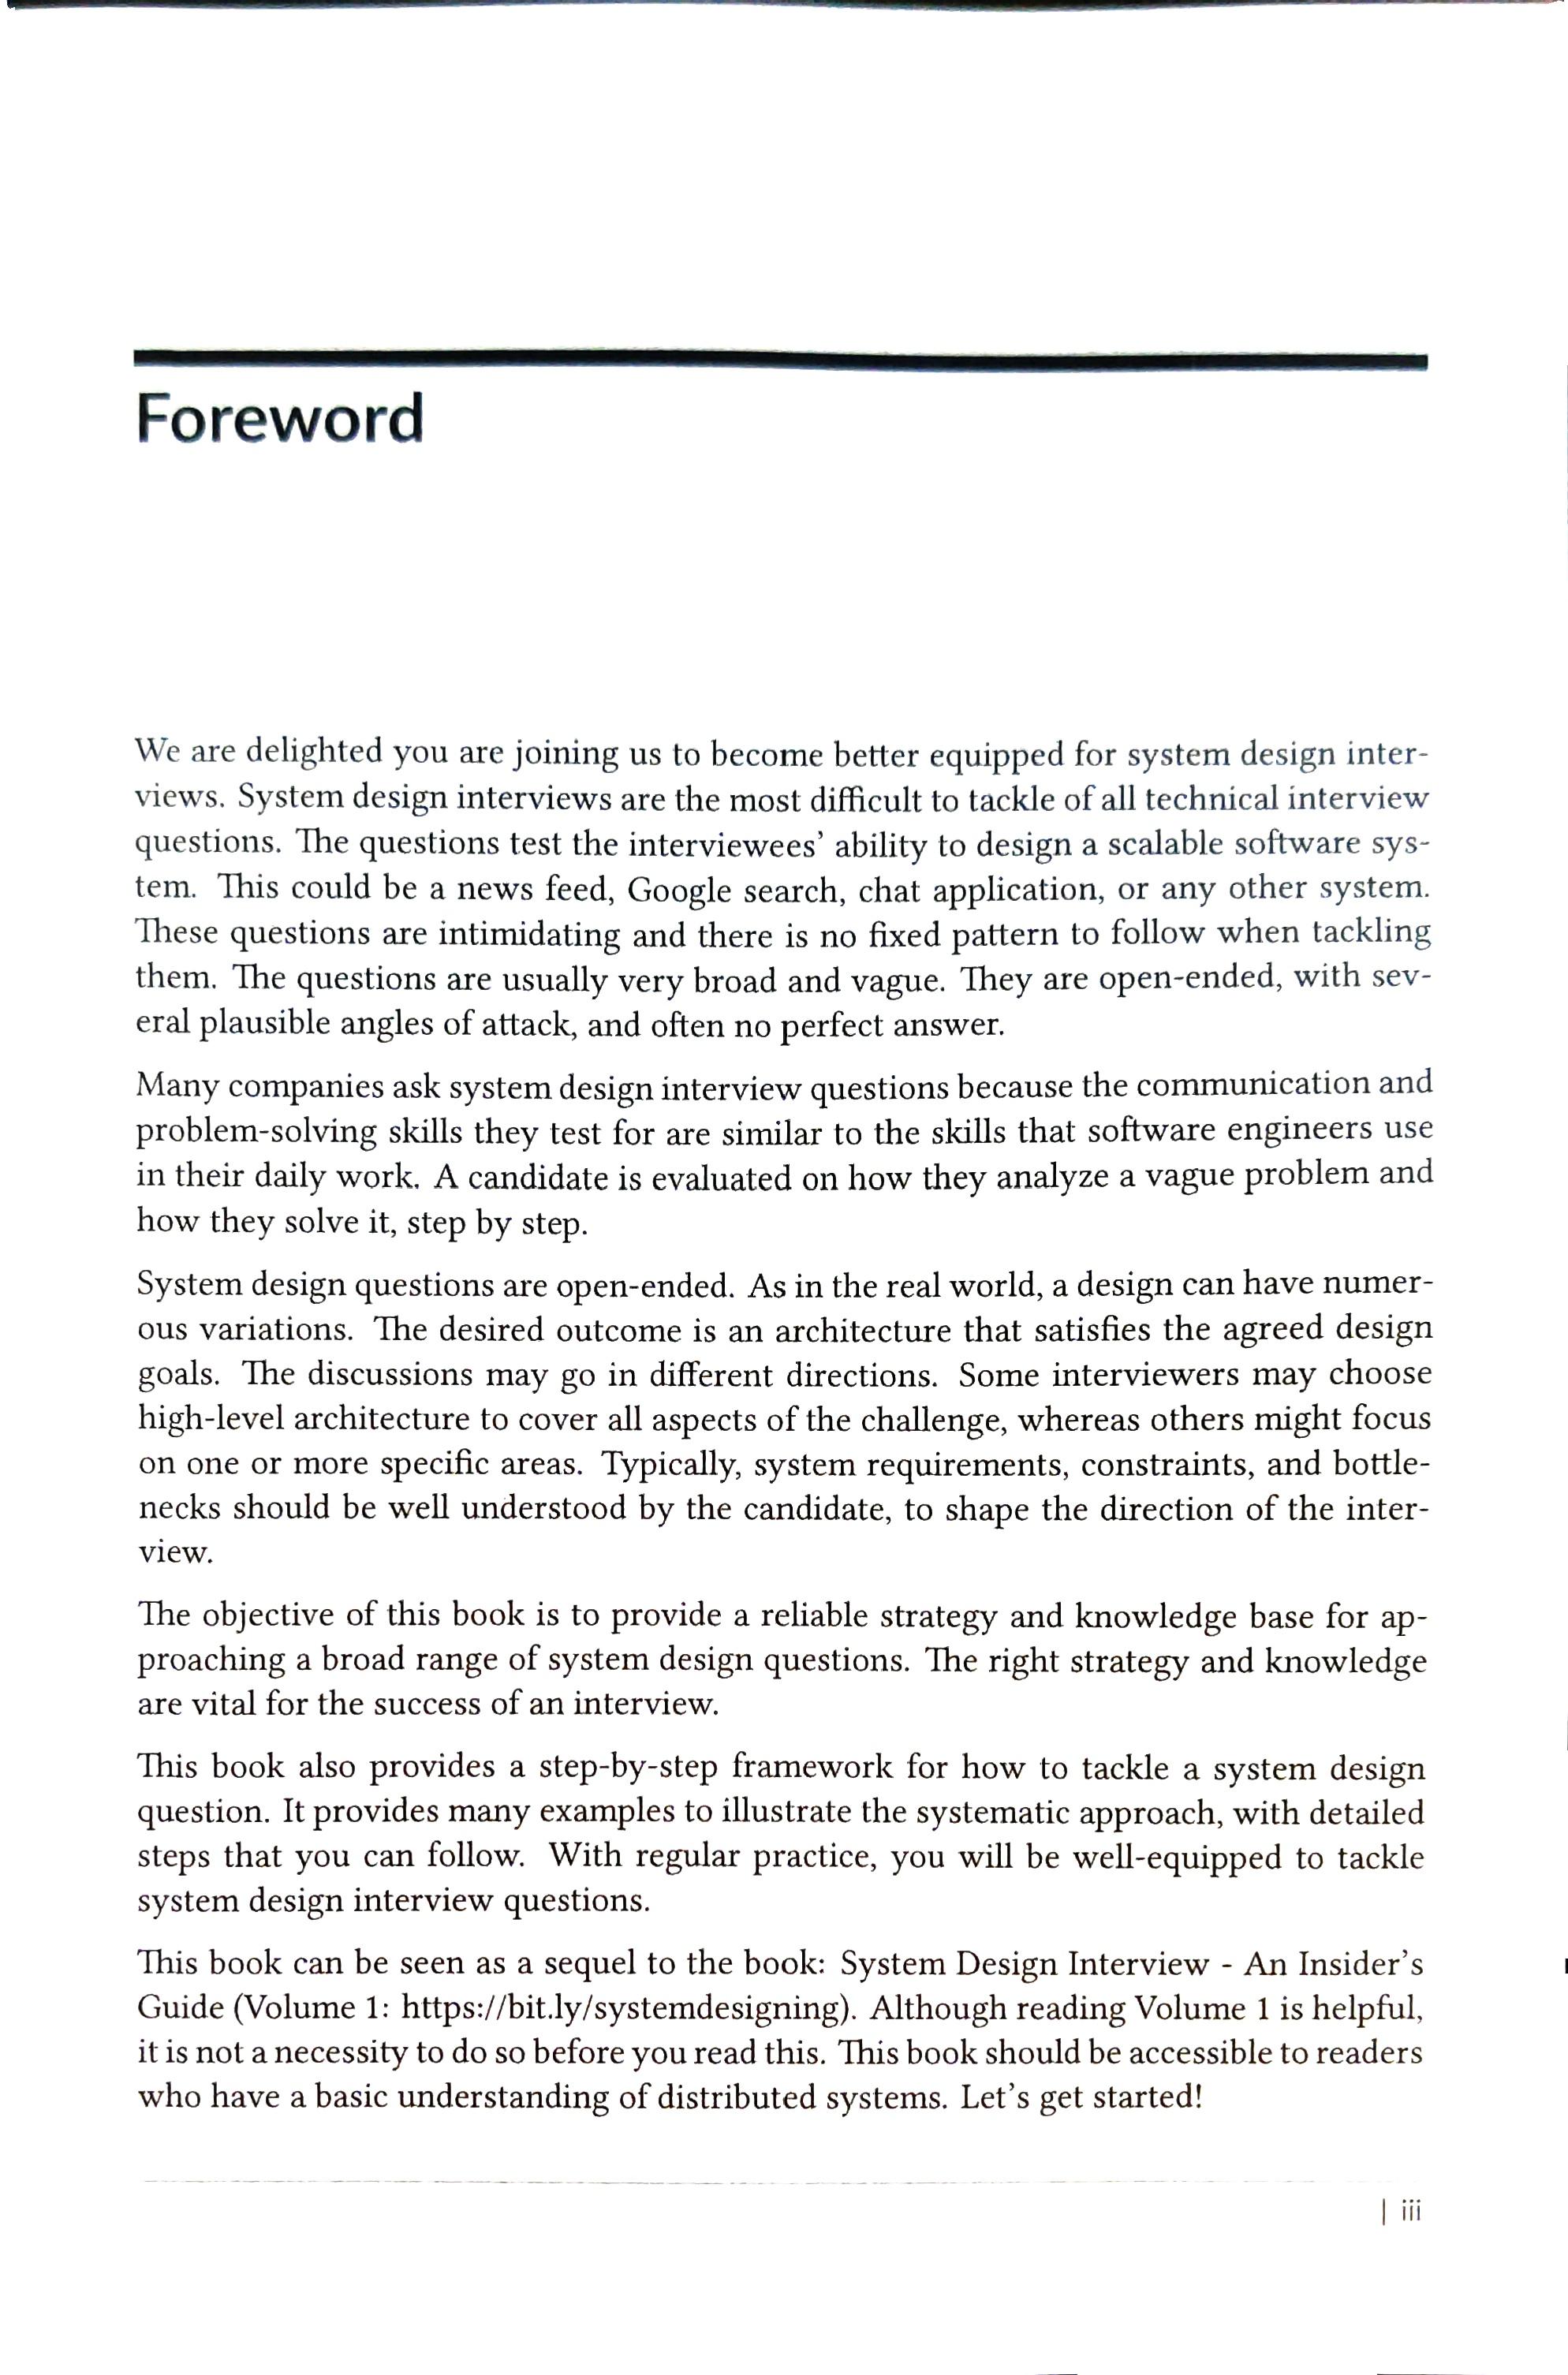 Foreword
We are delighted you are joining us to become better equipped for system design inter-
views. System design interviews are the most difficult to tackle of all technical interview
questions. The questions test the interviewees’ ability to design a scalable software sys-
tem. This could be a news feed, Google search, chat application, or any other system.
These questions are intimidating and there is no fixed pattern to follow when tackling
them. The questions are usually very broad and vague. They are open-ended, with sev-
eral plausible angles of attack, and often no perfect answer.
Many companies ask system design interview questions because the communication and
problem-solving skills they test for are similar to the skills that software engineers use
in their daily work. A candidate is evaluated on how they analyze a vague problem and
how they solve it, step by step.
System design questions are open-ended. As in the real world, a design can have numer-
ous variations. The desired outcome is an architecture that satisfies the agreed design
goals. The discussions may go in different directions. Some interviewers may choose
high-level architecture to cover all aspects of the challenge, whereas others might focus
on one or more specific areas. Typically, system requirements, constraints, and bottle-
necks should be well understood by the candidate, to shape the direction of the inter-
view.
The objective of this book is to provide a reliable strategy and knowledge base for ap-
proaching a broad range of system design questions. The right strategy and knowledge
are vital for the success of an interview.
This book also provides a step-by-step framework for how to tackle a system design
question. It provides many examples to illustrate the systematic approach, with detailed
steps that you can follow. With regular practice, you will be well-equipped to tackle
system design interview questions.
This book can be seen as a sequel to the book: System Design Interview - An Insider’s
Guide (Volume 1: https://bit.ly/systemdesigning). Although reading Volume 1 is helpful,
it is not a necessity to do so before you read this. This book should be accessible to readers
who have a basic understanding of distributed systems. Let’s get started!
| iii